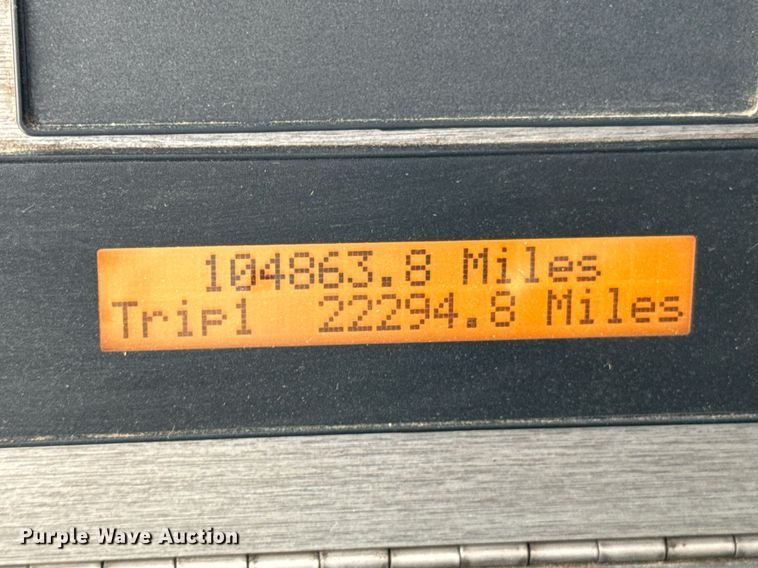 104863.8 Miles
Trip1 22294.8 Miles
Purple Wave Auction